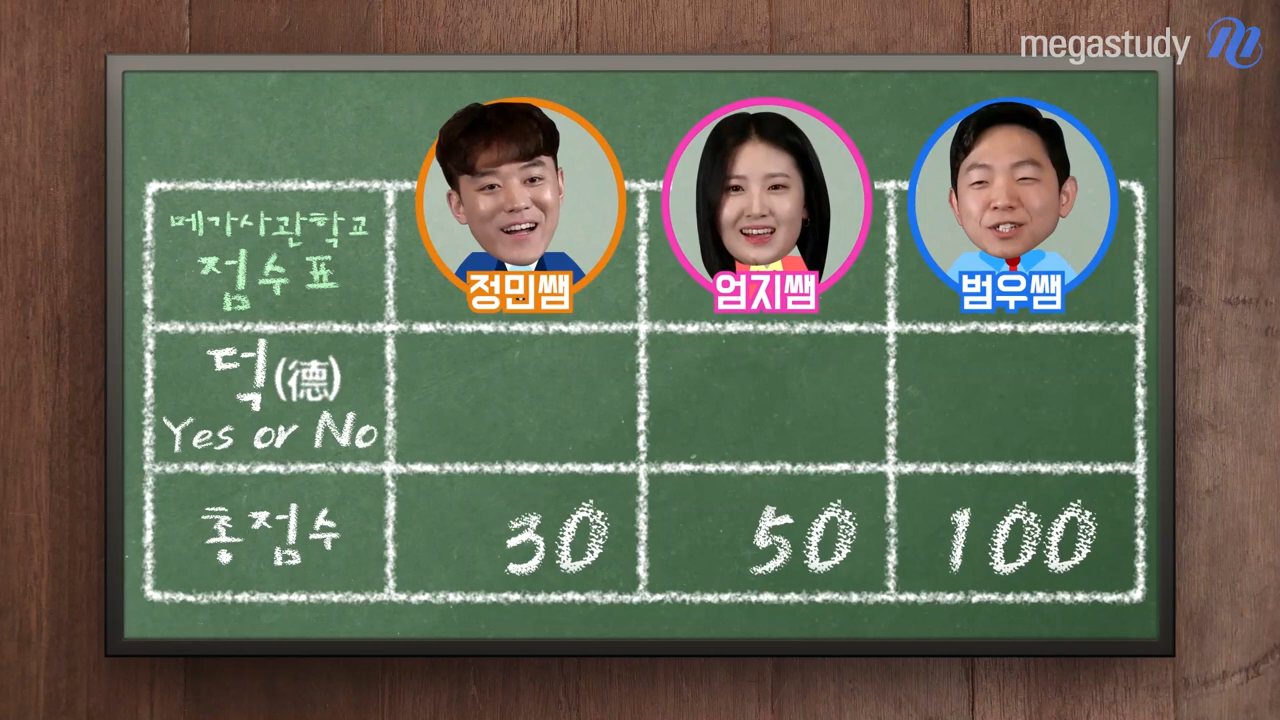 megastudy
메가사관학교
점수표
정민쌤
엄지쌤
범우쌤
덕(德)
Yes or No
총점수
30
50
100